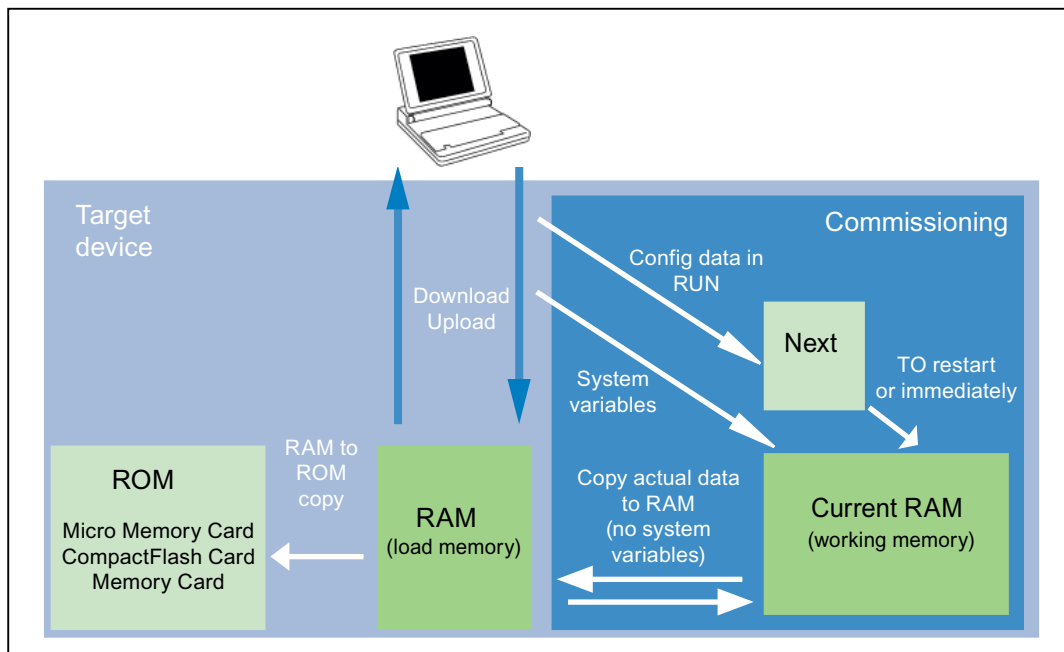 Target
device
Commissioning
Config data in
RUN
Download
Upload
Next
System
variables
TO restart
or immediately
ROM
Micro Memory Card
CompactFlash Card
Memory Card
RAM to
ROM
copy
RAM
(load memory)
Copy actual data
to RAM
(no system
variables)
Current RAM
(working memory)